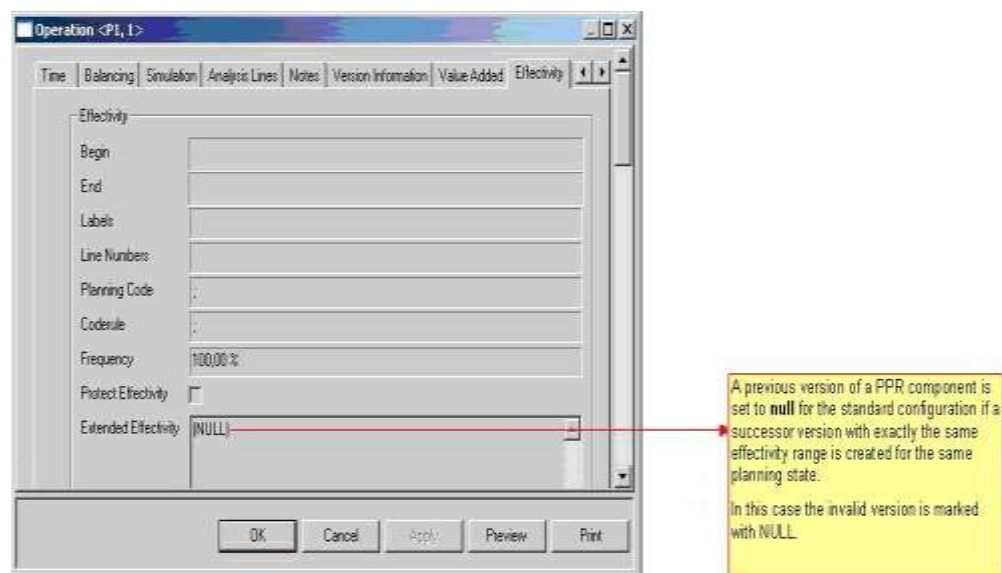 Operation <P1, 1>
Time Balancing Simulation Analysis Lines Notes Version Information Value Added Effectivity
Effectivity
Begin
End
Labels
Line Numbers
Planning Code ;
Coderule ;
Frequency 100,00 %
Protect Effectivity
Extended Effectivity (NULL)
OK Cancel Apply Preview Print
A previous version of a PPR component is
set to null for the standard configuration if a
successor version with exactly the same
effectivity range is created for the same
planning state.
In this case the invalid version is marked
with NULL.